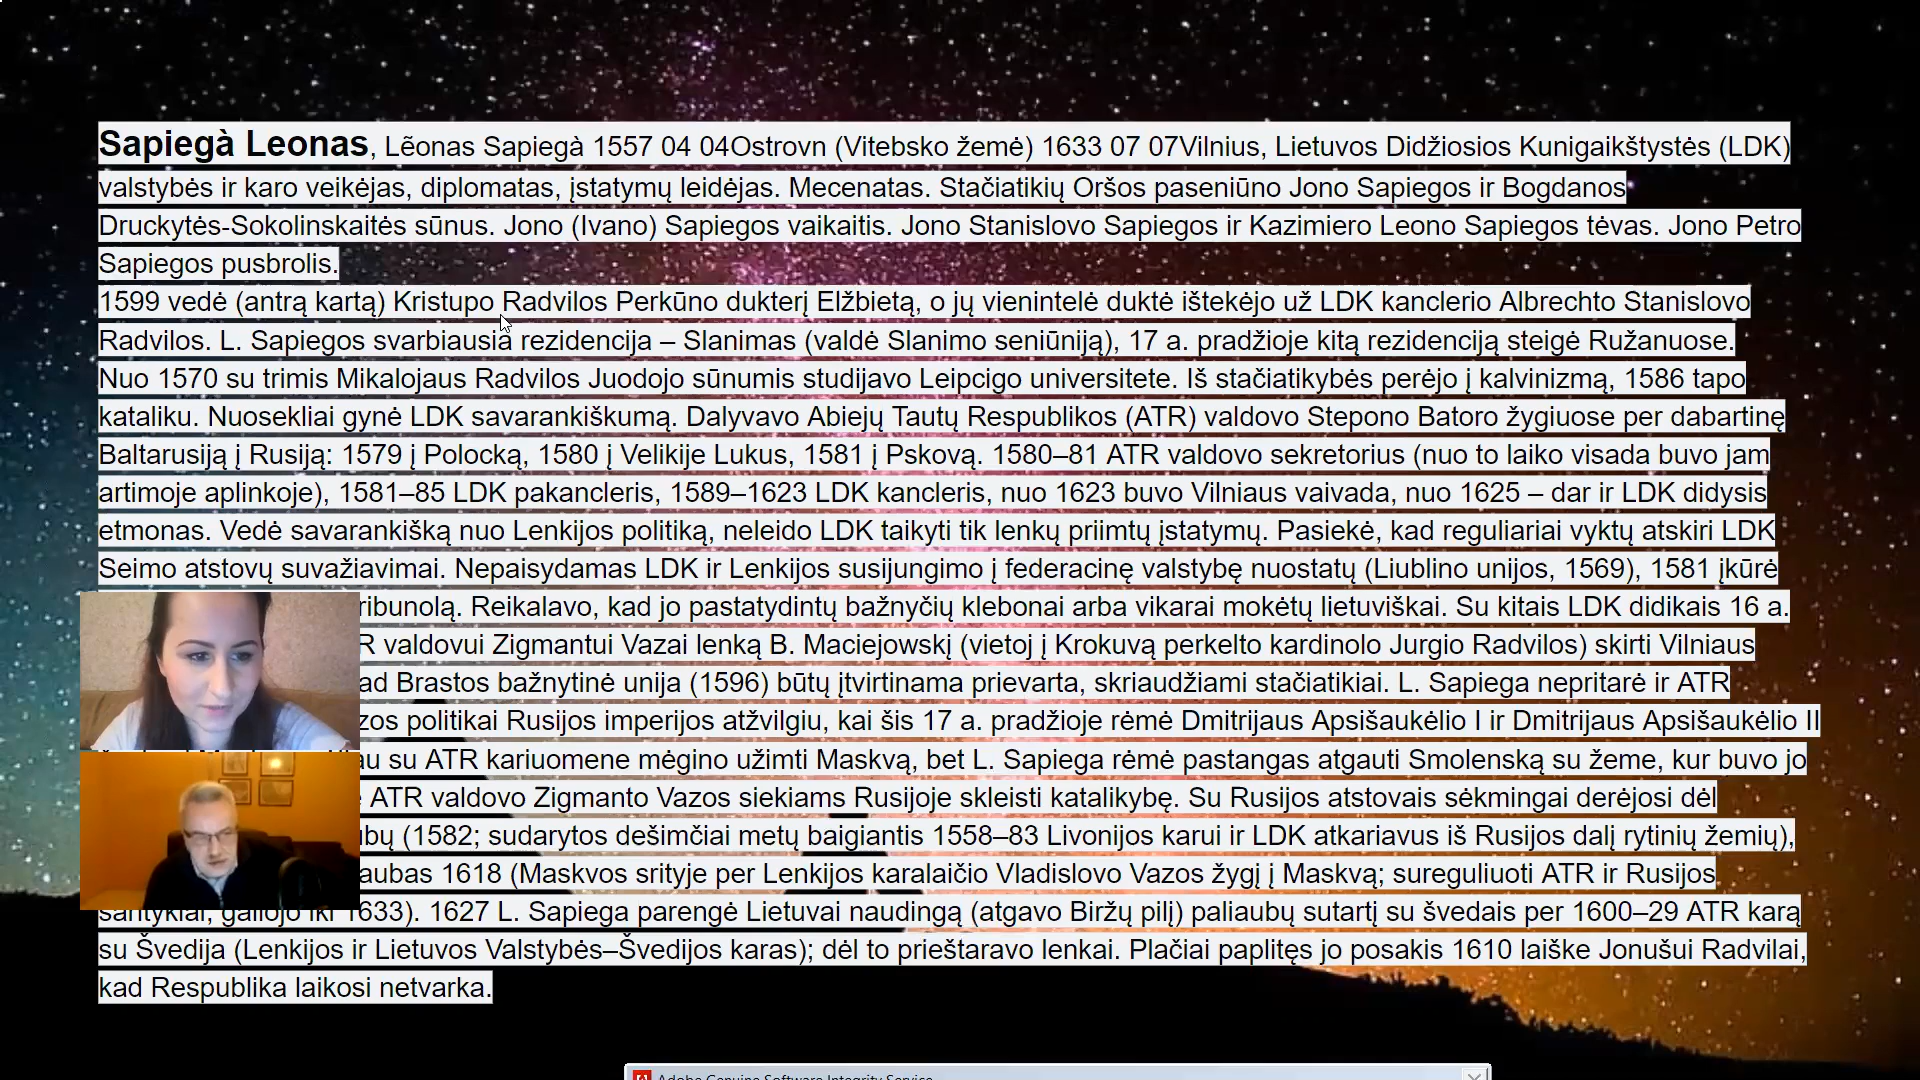 Sapiegà Leonas, Lẽonas Sapiegà 1557 04 04Ostrovn (Vitebsko žemė) 1633 07 07Vilnius, Lietuvos Didžiosios Kunigaikštystės (LDK)
valstybės ir karo veikėjas, diplomatas, įstatymų leidėjas. Mecenatas. Stačiatikių Oršos paseniūno Jono Sapiegos ir Bogdanos
Druckytės-Sokolinskaitės sūnus. Jono (Ivano) Sapiegos vaikaitis. Jono Stanislovo Sapiegos ir Kazimiero Leono Sapiegos tėvas. Jono Petro
Sapiegos pusbrolis.
1599 vedė (antrą kartą) Kristupo Radvilos Perkūno dukterį Elžbietą, o jų vienintelė duktė ištekėjo už LDK kanclerio Albrechto Stanislovo
Radvilos. L. Sapiegos svarbiausia rezidencija – Slanimas (valdė Slanimo seniūniją), 17 a. pradžioje kitą rezidenciją steigė Ružanuose.
Nuo 1570 su trimis Mikalojaus Radvilos Juodojo sūnumis studijavo Leipcigo universitete. Iš stačiatikybės perėjo į kalvinizmą, 1586 tapo
kataliku. Nuosekliai gynė LDK savarankiškumą. Dalyvavo Abiejų Tautų Respublikos (ATR) valdovo Stepono Batoro žygiuose per dabartinę
Baltarusiją į Rusiją: 1579 į Polocką, 1580 į Velikije Lukus, 1581 į Pskovą, 1580–81 ATR valdovo sekretorius (nuo to laiko visada buvo jam
artimoje aplinkoje), 1581–85 LDK pakancleris, 1589–1623 LDK kancleris, nuo 1623 buvo Vilniaus vaivada, nuo 1625 – dar ir LDK didysis
etmonas. Vedė savarankišką nuo Lenkijos politiką, neleido LDK taikyti tik lenkų priimtų įstatymų. Pasiekė, kad reguliariai vyktų atskiri LDK
Seimo atstovų suvažiavimai. Nepaisydamas LDK ir Lenkijos susijungimo į federacinę valstybę nuostatų (Liublino unijos, 1569), 1581 įkūrė
ribunolą. Reikalavo, kad jo pastatydintų bažnyčių klebonai arba vikarai mokėtų lietuviškai. Su kitais LDK didikais 16 a.
R valdovui Zigmantui Vazai lenką B. Maciejowskį (vietoj į Krokuvą perkelto kardinolo Jurgio Radvilos) skirti Vilniaus
ad Brastos bažnytinė unija (1596) būtų įtvirtinama prievarta, skriaudžiami stačiatikiai. L. Sapiega nepritarė ir ATR
zos politikai Rusijos imperijos atžvilgiu, kai šis 17 a. pradžioje rėmė Dmitrijaus Apsišaukėlio I ir Dmitrijaus Apsišaukėlio II
au su ATR kariuomene mėgino užimti Maskvą, bet L. Sapiega rėmė pastangas atgauti Smolenską su žeme, kur buvo jo
ATR valdovo Zigmanto Vazos siekiams Rusijoje skleisti katalikybę. Su Rusijos atstovais sėkmingai derėjosi dėl
ubų (1582; sudarytos dešimčiai metų baigiantis 1558–83 Livonijos karui ir LDK atkariavus iš Rusijos dalį rytinių žemių),
aubas 1618 (Maskvos srityje per Lenkijos karalaičio Vladislovo Vazos žygį į Maskvą; sureguliuoti ATR ir Rusijos
santykiai, galiojo iki 1633). 1627 L. Sapiega parengė Lietuvai naudingą (atgavo Biržų pilį) paliaubų sutartį su švedais per 1600–29 ATR karą
su Švedija (Lenkijos ir Lietuvos Valstybės–Švedijos karas); dėl to prieštaravo lenkai. Plačiai paplitęs jo posakis 1610 laiške Jonušui Radvilai,
kad Respublika laikosi netvarka.
Adobe Genuine Software Integrity Service